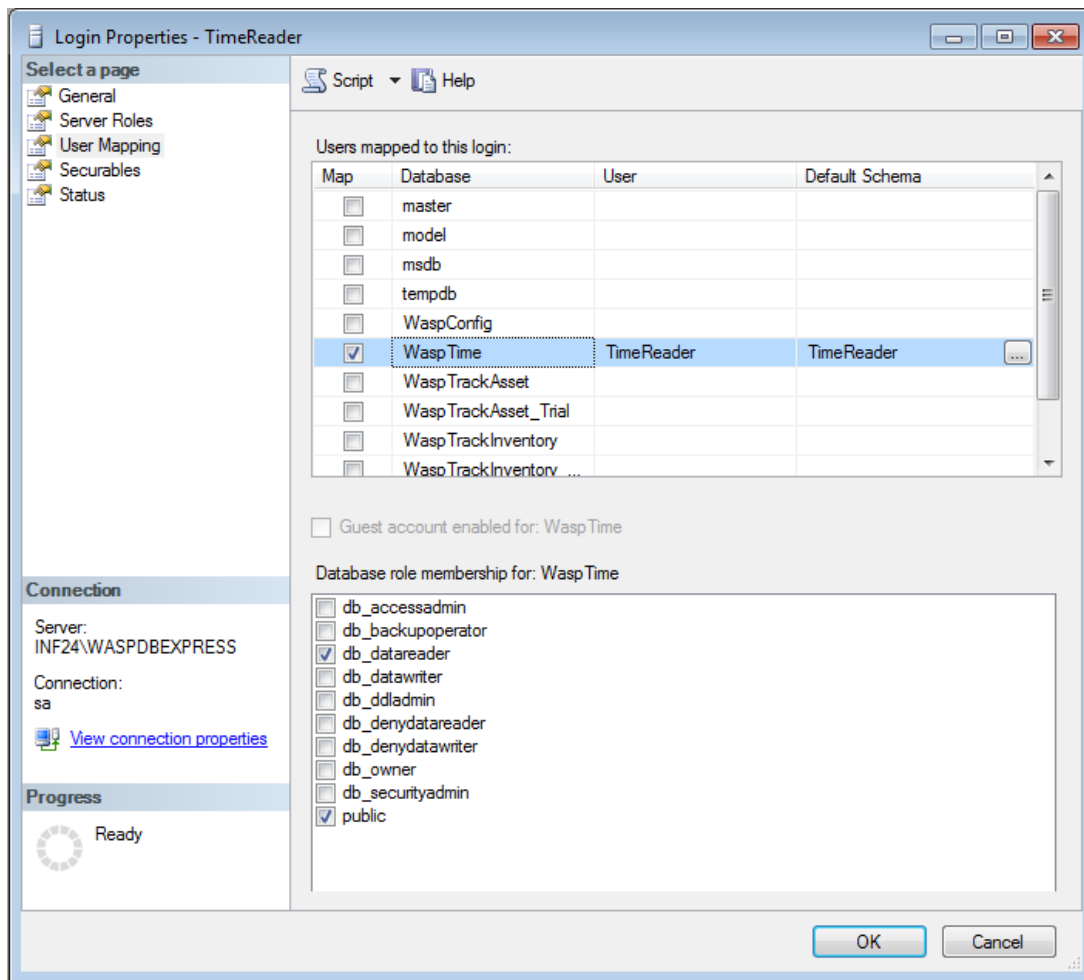 Login Properties - TimeReader
Select a page
General
Server Roles
User Mapping
Securables
Status
Script
Help
Users mapped to this login:
Map Database User Default Schema
master
model
msdb
tempdb
WaspConfig
WaspTime TimeReader TimeReader ...
WaspTrackAsset
WaspTrackAsset_Trial
WaspTrackInventory
WaspTrackInventory_...
Guest account enabled for: WaspTime
Database role membership for: WaspTime
db_accessadmin
db_backupoperator
db_datareader
db_datawriter
db_ddladmin
db_denydatareader
db_denydatawriter
db_owner
db_securityadmin
public
Connection
Server:
INF24\WASPDBEXPRESS
Connection:
sa
View connection properties
Progress
Ready
OK
Cancel